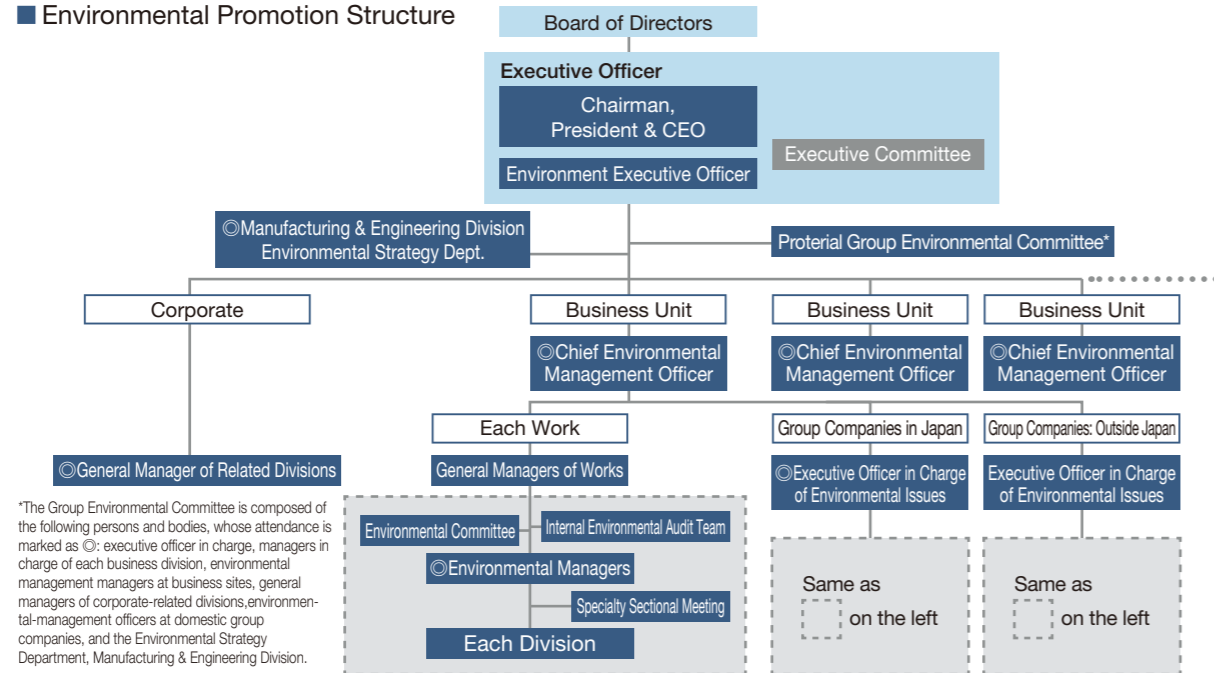 ■ Environmental Promotion Structure
Board of Directors
Executive Officer
Chairman,
President & CEO
Executive Committee
Environment Executive Officer
◎Manufacturing & Engineering Division
Environmental Strategy Dept.
Proterial Group Environmental Committee*
Corporate
Business Unit
Business Unit
Business Unit
◎Chief Environmental
Management Officer
◎Chief Environmental
Management Officer
◎Chief Environmental
Management Officer
Each Work
Group Companies in Japan
Group Companies: Outside Japan
◎General Manager of Related Divisions
General Managers of Works
◎Executive Officer in Charge
of Environmental Issues
Executive Officer in Charge
of Environmental Issues
*The Group Environmental Committee is composed of
the following persons and bodies, whose attendance is
marked as ◎: executive officer in charge, managers in
charge of each business division, environmental
management managers at business sites, general
managers of corporate-related divisions,environmen-
tal-management officers at domestic group
companies, and the Environmental Strategy
Department, Manufacturing & Engineering Division.
Environmental Committee
Internal Environmental Audit Team
◎Environmental Managers
Specialty Sectional Meeting
Each Division
Same as
on the left
Same as
on the left